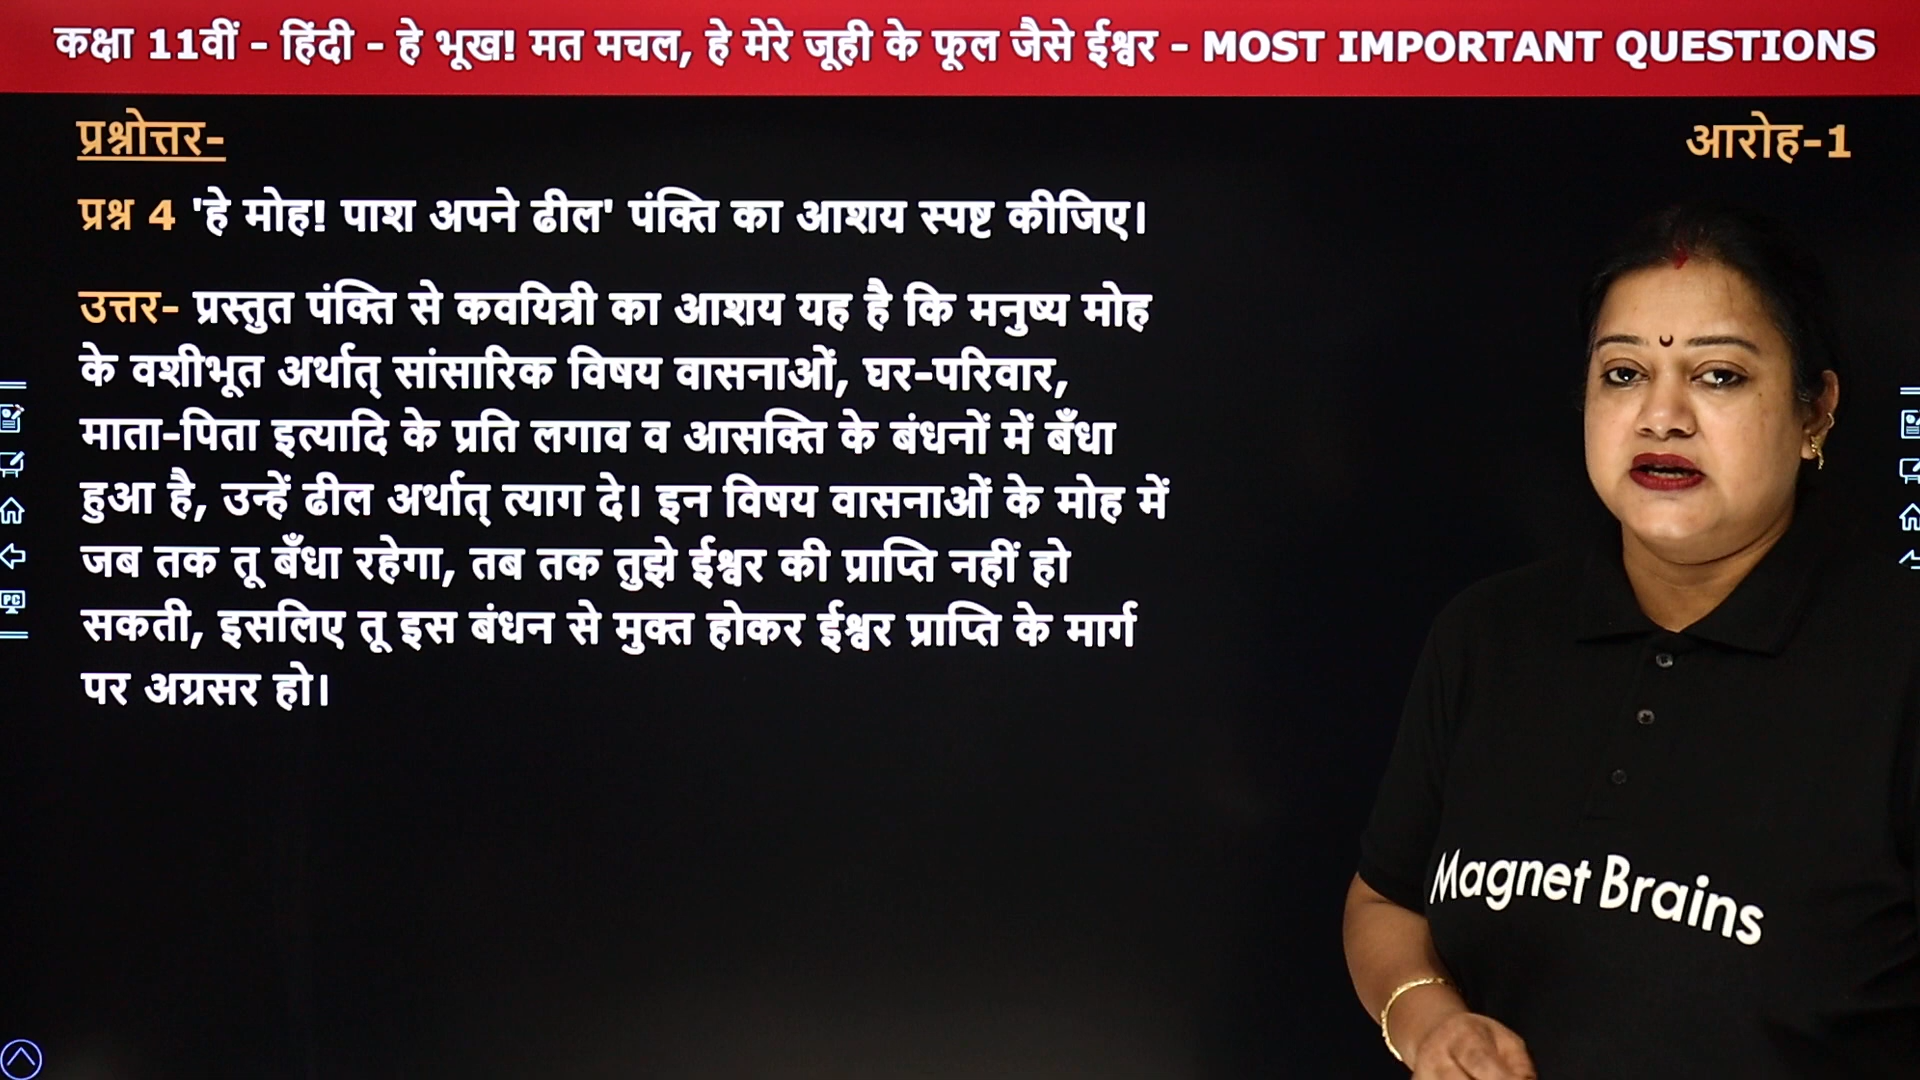 कक्षा 11वीं - हिंदी - हे भूख! मत मचल, हे मेरे जूही के फूल जैसे ईश्वर - MOST IMPORTANT QUESTIONS
प्रश्नोत्तर-
आरोह-1
प्रश्न 4 'हे मोह! पाश अपने ढील' पंक्ति का आशय स्पष्ट कीजिए।
उत्तर- प्रस्तुत पंक्ति से कवयित्री का आशय यह है कि मनुष्य मोह
के वशीभूत अर्थात् सांसारिक विषय वासनाओं, घर-परिवार,
माता-पिता इत्यादि के प्रति लगाव व आसक्ति के बंधनों में बँधा
हुआ है, उन्हें ढील अर्थात् त्याग दे। इन विषय वासनाओं के मोह में
जब तक तू बँधा रहेगा, तब तक तुझे ईश्वर की प्राप्ति नहीं हो
सकती, इसलिए तू इस बंधन से मुक्त होकर ईश्वर प्राप्ति के मार्ग
पर अग्रसर हो।
PC
Magnet Brains